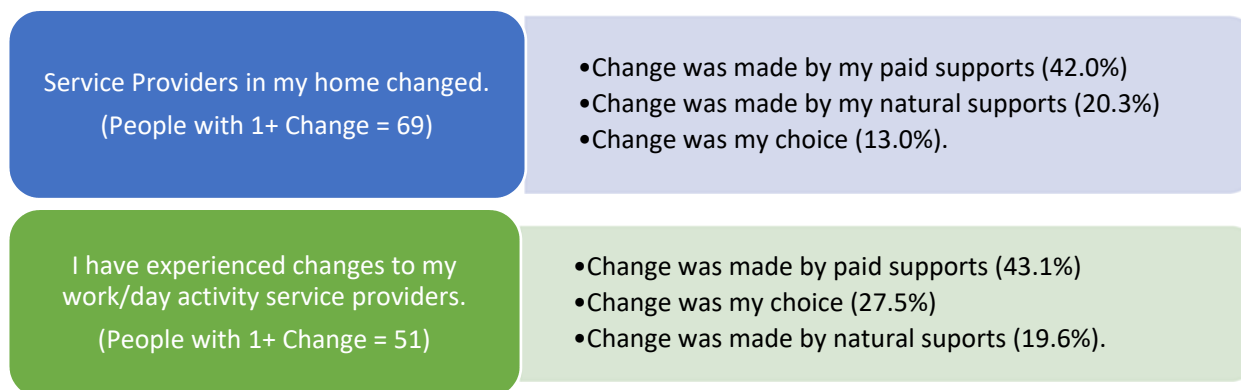 Service Providers in my home changed.
(People with 1+ Change = 69)
•Change was made by my paid supports (42.0%)
•Change was made by my natural supports (20.3%)
•Change was my choice (13.0%).
I have experienced changes to my
work/day activity service providers.
(People with 1+ Change = 51)
•Change was made by paid supports (43.1%)
•Change was my choice (27.5%)
•Change was made by natural suports (19.6%).